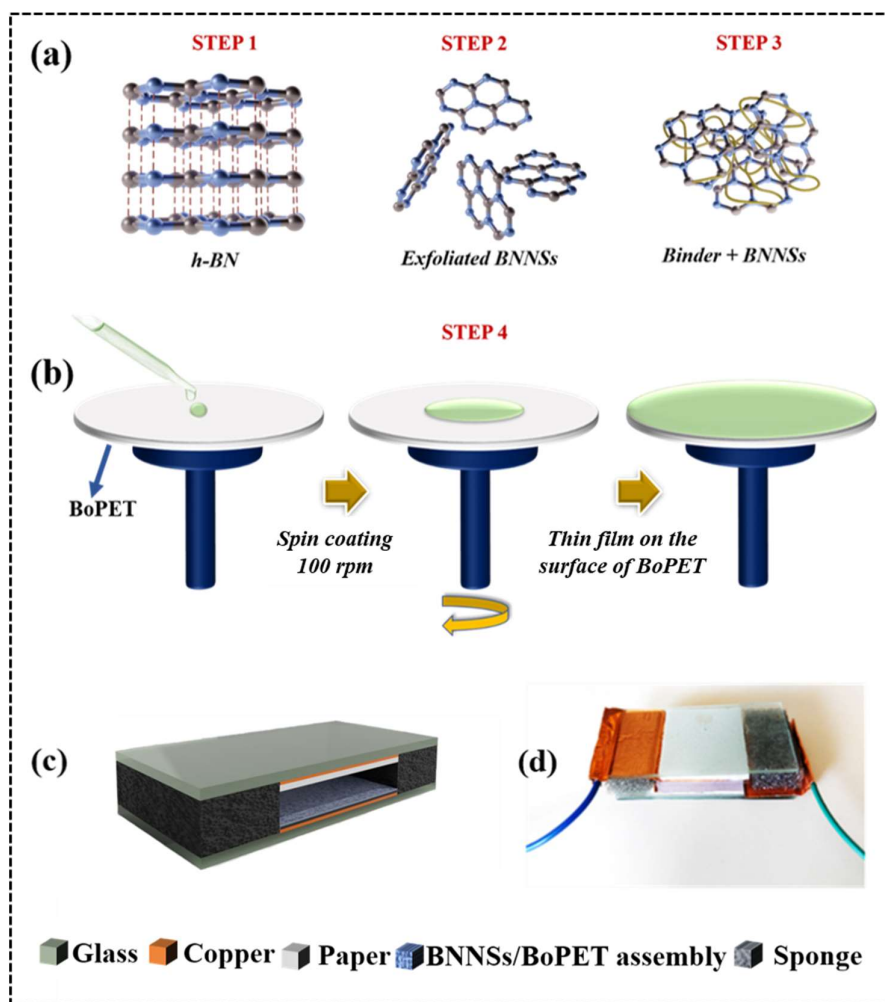 (a)
STEP 1
STEP 2
STEP 3
h-BN
Exfoliated BNNSs
Binder + BNNSs
STEP 4
(b)
BoPET
Spin coating
100 rpm
Thin film on the
surface of BoPET
(c)
(d)
Glass Copper Paper BNNSs/BoPET assembly Sponge